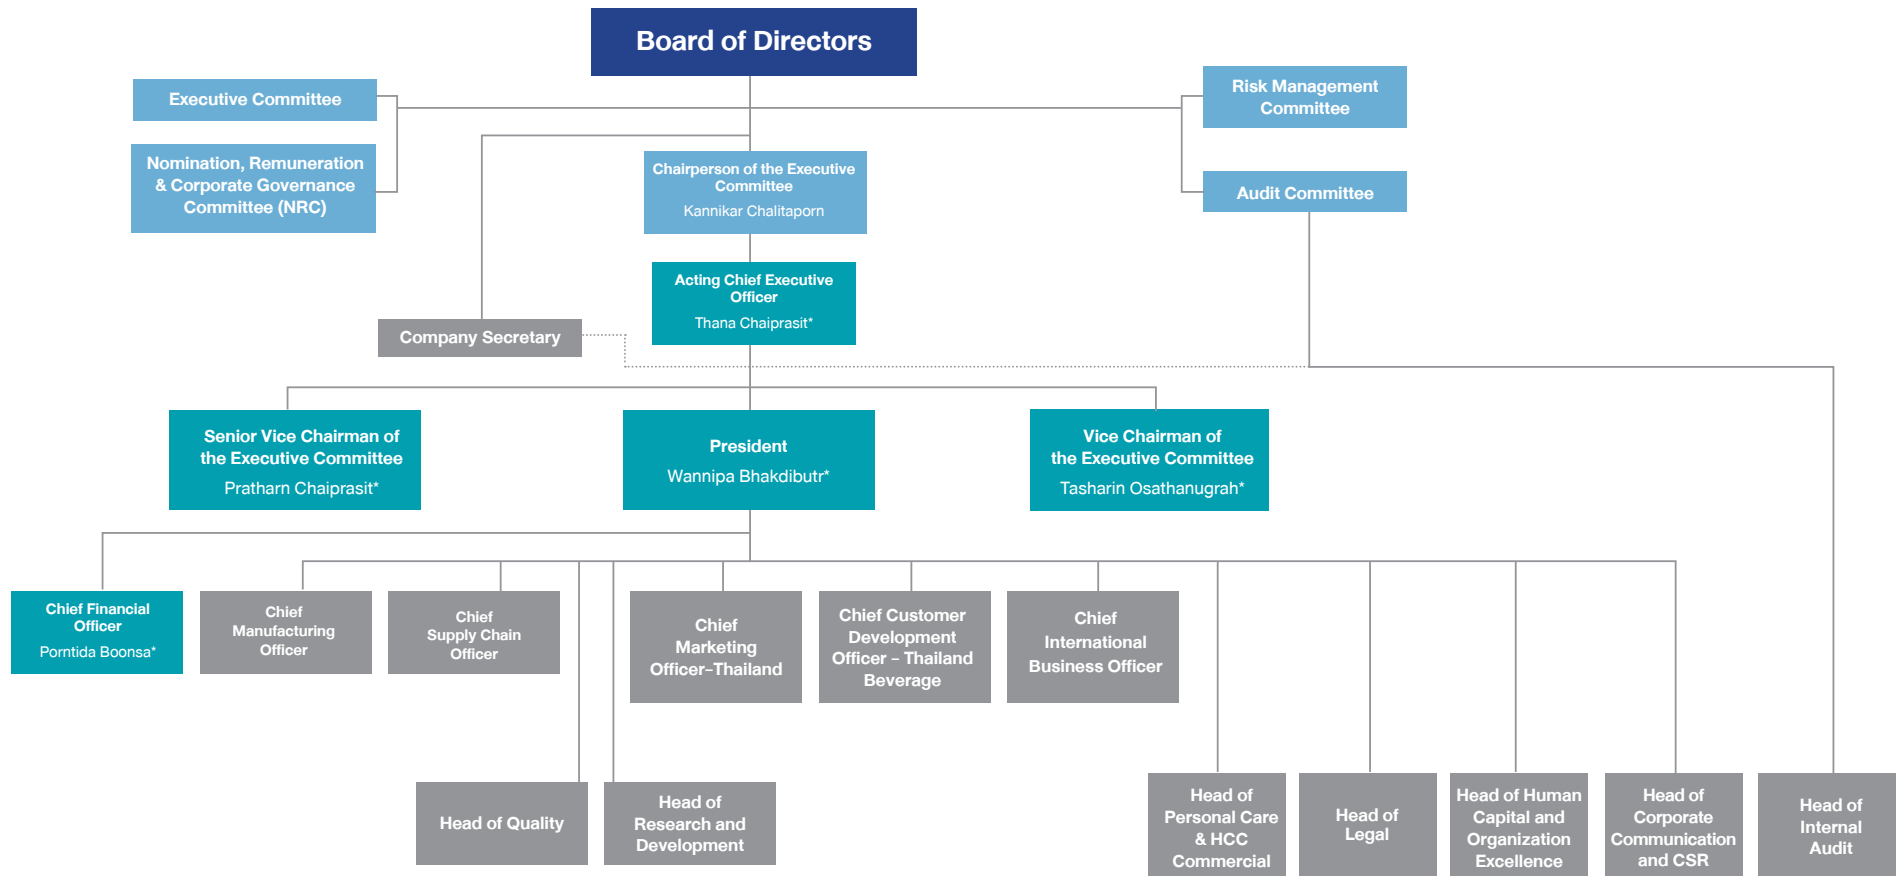 Board of Directors
Executive Committee
Nomination, Remuneration
& Corporate Governance
Committee (NRC)
Risk Management
Committee
Audit Committee
Chairperson of the Executive
Committee
Kannikar Chalitaporn
Acting Chief Executive
Officer
Thana Chaiprasit*
Company Secretary
Senior Vice Chairman of
the Executive Committee
Pratharn Chaiprasit*
President
Wannipa Bhakdibutr*
Vice Chairman of
the Executive Committee
Tasharin Osathanugrah*
Chief Financial
Officer
Porntida Boonsa*
Chief
Manufacturing
Officer
Chief
Supply Chain
Officer
Chief
Marketing
Officer–Thailand
Chief Customer
Development
Officer – Thailand
Beverage
Chief
International
Business Officer
Head of Quality
Head of
Research and
Development
Head of
Personal Care
& HCC
Commercial
Head of
Legal
Head of Human
Capital and
Organization
Excellence
Head of
Corporate
Communication
and CSR
Head of
Internal
Audit